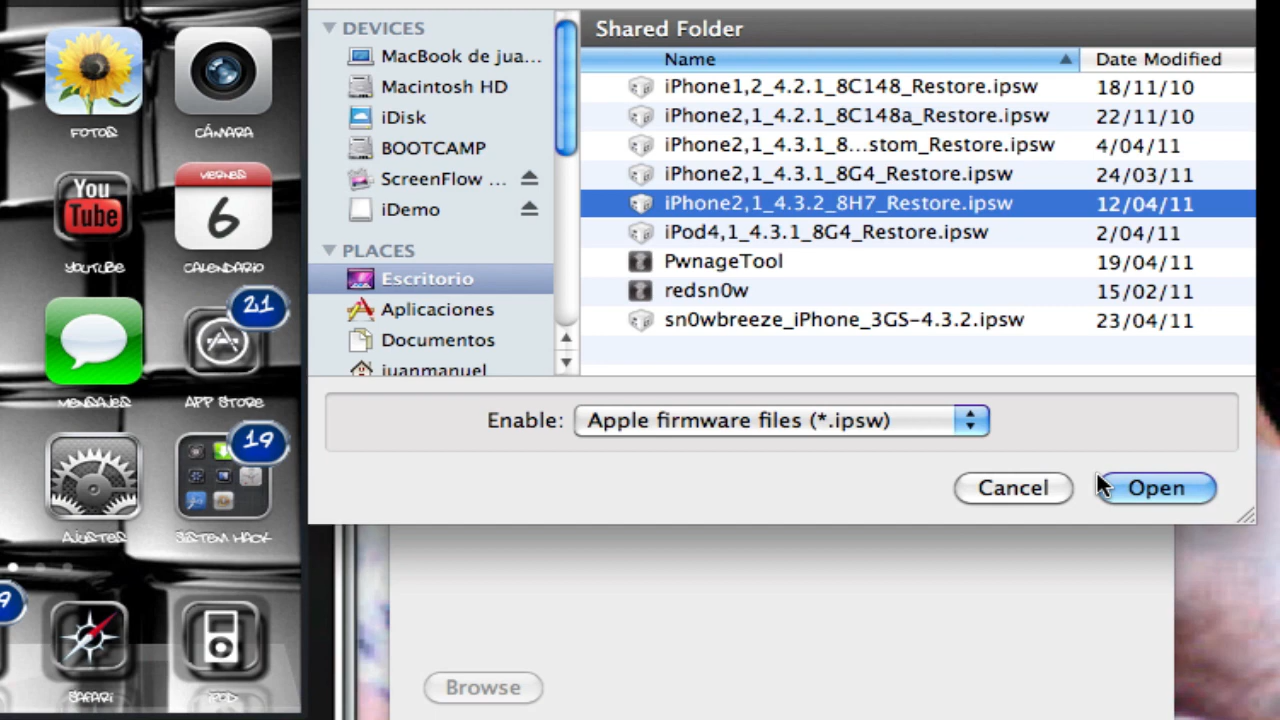 FOTOS
CÁMARA
You
Tube
VIERNES
6
YOUTUBE
CALENDARIO
21
MENSAJES
APP STORE
19
AJUSTES
SISTEM HACK
9
SAFARI
IPOD
DEVICES
MacBook de jua...
Macintosh HD
iDisk
BOOTCAMP
ScreenFlow ...
iDemo
PLACES
Escritorio
Aplicaciones
Documentos
juanmanuel
Shared Folder
Name Date Modified
iPhone1,2_4.2.1_8C148_Restore.ipsw 18/11/10
iPhone2,1_4.2.1_8C148a_Restore.ipsw 22/11/10
iPhone2,1_4.3.1_8...stom_Restore.ipsw 4/04/11
iPhone2,1_4.3.1_8G4_Restore.ipsw 24/03/11
iPhone2,1_4.3.2_8H7_Restore.ipsw 12/04/11
iPod4,1_4.3.1_8G4_Restore.ipsw 2/04/11
PwnageTool 19/04/11
redsn0w 15/02/11
sn0wbreeze_iPhone_3GS-4.3.2.ipsw 23/04/11
Enable: Apple firmware files (*.ipsw)
Cancel Open
Browse